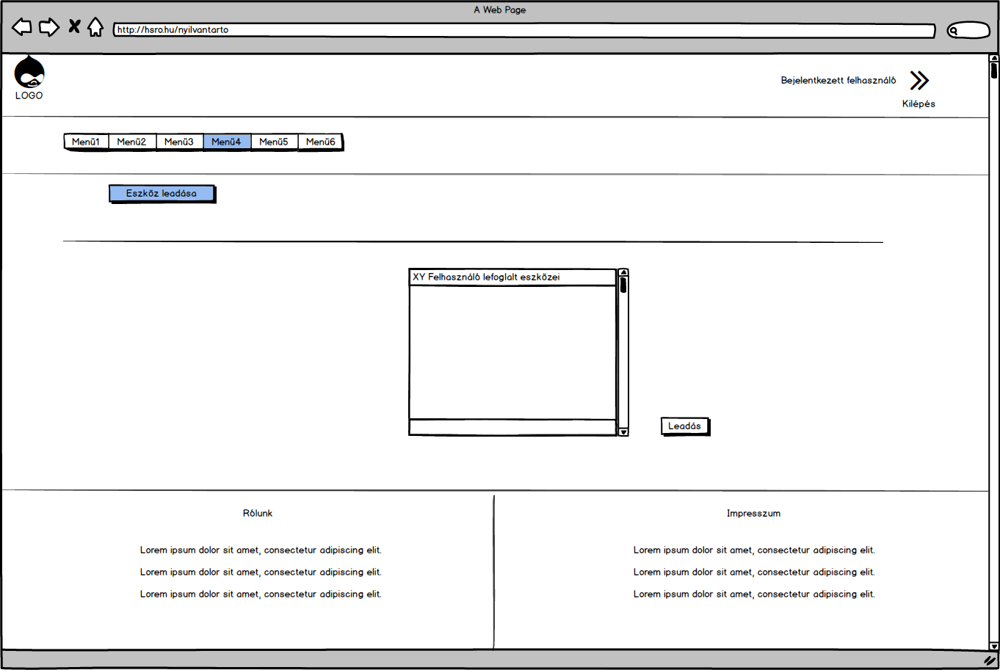 A Web Page
http://hsro.hu/nyilvantarto
LOGO
Bejelentkezett felhasználó
Kilépés
Menü1 Menü2 Menü3 Menü4 Menü5 Menü6
Eszköz leadása
XY Felhasználó lefoglalt eszközei
Leadás
Rólunk
Lorem ipsum dolor sit amet, consectetur adipiscing elit.
Lorem ipsum dolor sit amet, consectetur adipiscing elit.
Lorem ipsum dolor sit amet, consectetur adipiscing elit.
Impresszum
Lorem ipsum dolor sit amet, consectetur adipiscing elit.
Lorem ipsum dolor sit amet, consectetur adipiscing elit.
Lorem ipsum dolor sit amet, consectetur adipiscing elit.